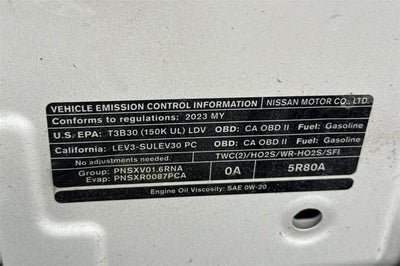 VEHICLE EMISSION CONTROL INFORMATION NISSAN MOTOR CO., LTD.
Conforms to regulations: 2023 MY
U.S. EPA: T3B30 (150K UL) LDV OBD: CA OBD II Fuel: Gasoline
California: LEV3-SULEV30 PC OBD: CA OBD II Fuel: Gasoline
No adjustments needed. TWC(2)/HO2S/WR-HO2S/SFI
Group: PNSXV01.6RNA
Evap: PNSXR0087PCA 0A 5R80A
Engine Oil Viscosity: SAE 0W-20